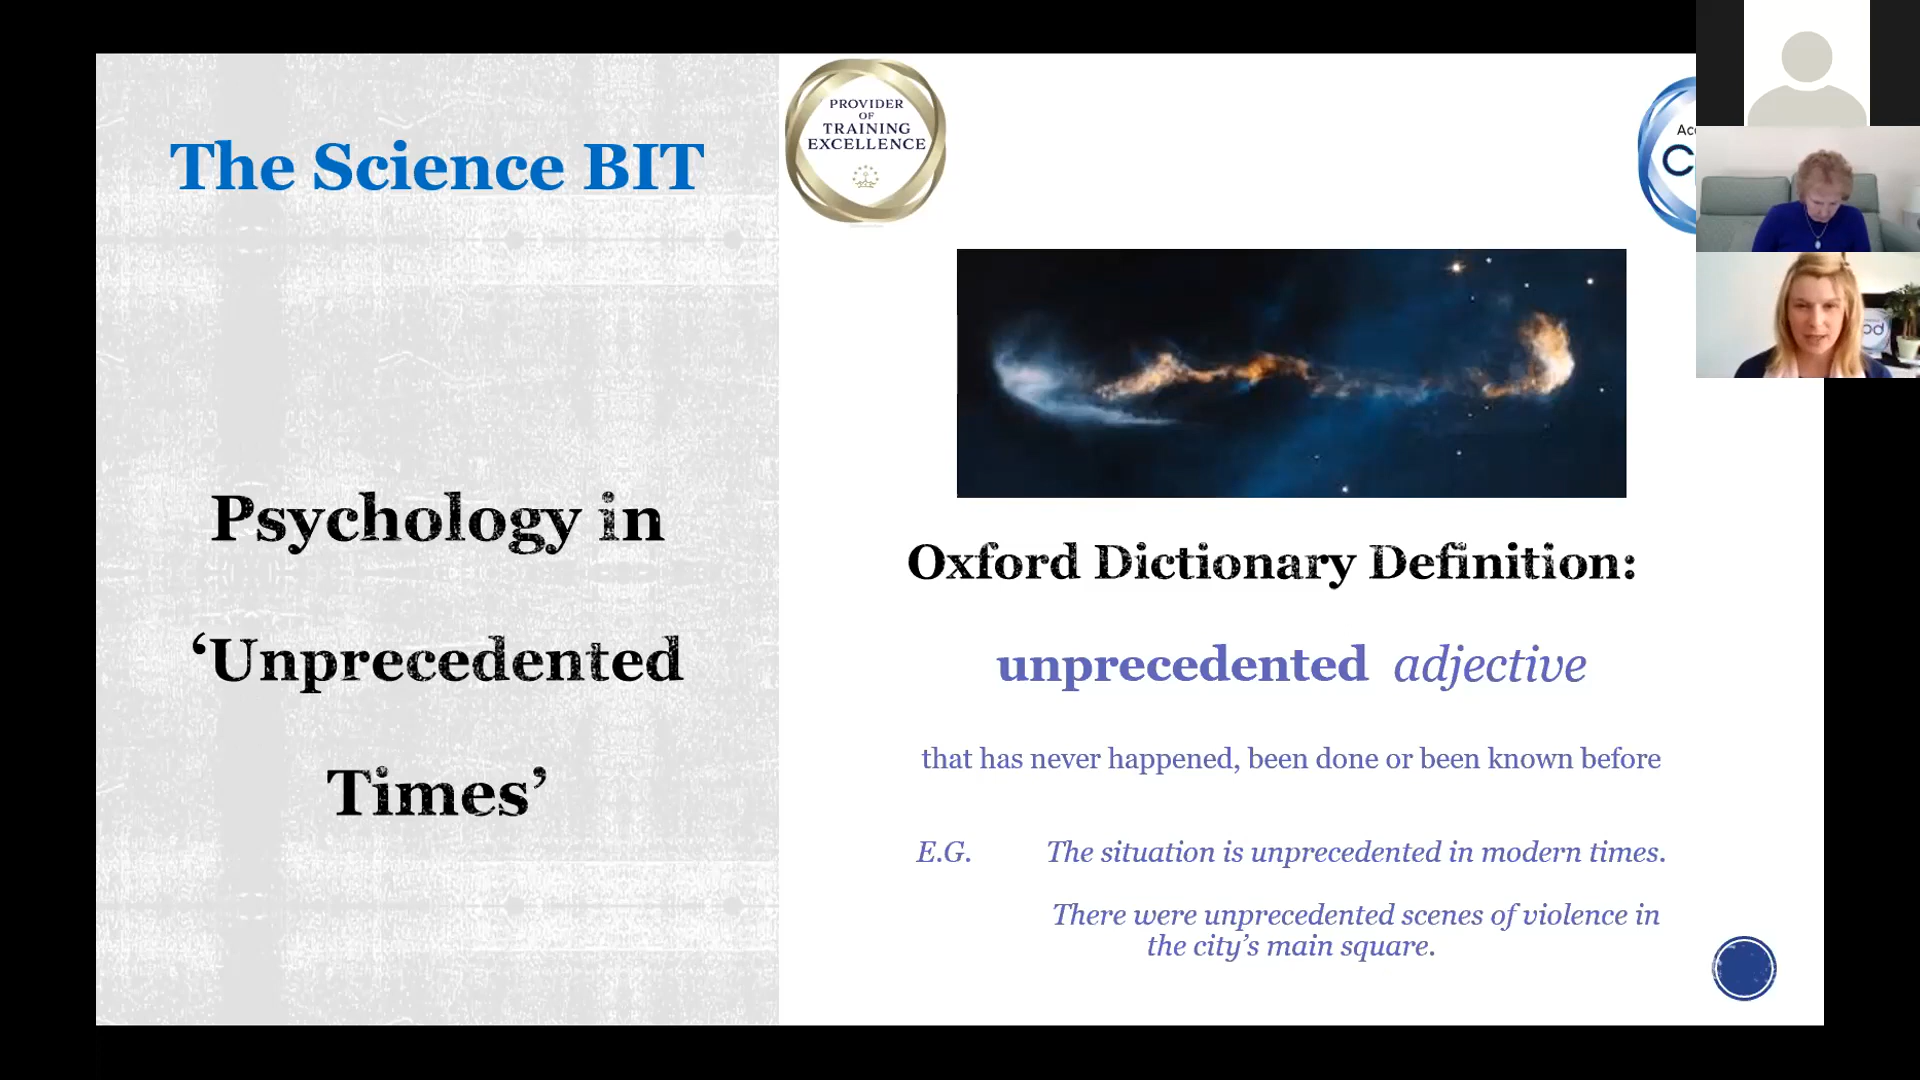 The Science BIT
Psychology in
‘Unprecedented
Times’
PROVIDER
OF
TRAINING
EXCELLENCE
Oxford Dictionary Definition:
unprecedented adjective
that has never happened, been done or been known before
E.G. The situation is unprecedented in modern times.
There were unprecedented scenes of violence in
the city’s main square.